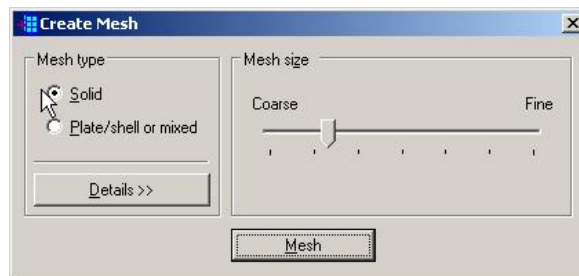 Create Mesh
Mesh type
Solid
Plate/shell or mixed
Details >>
Mesh size
Coarse
Fine
Mesh